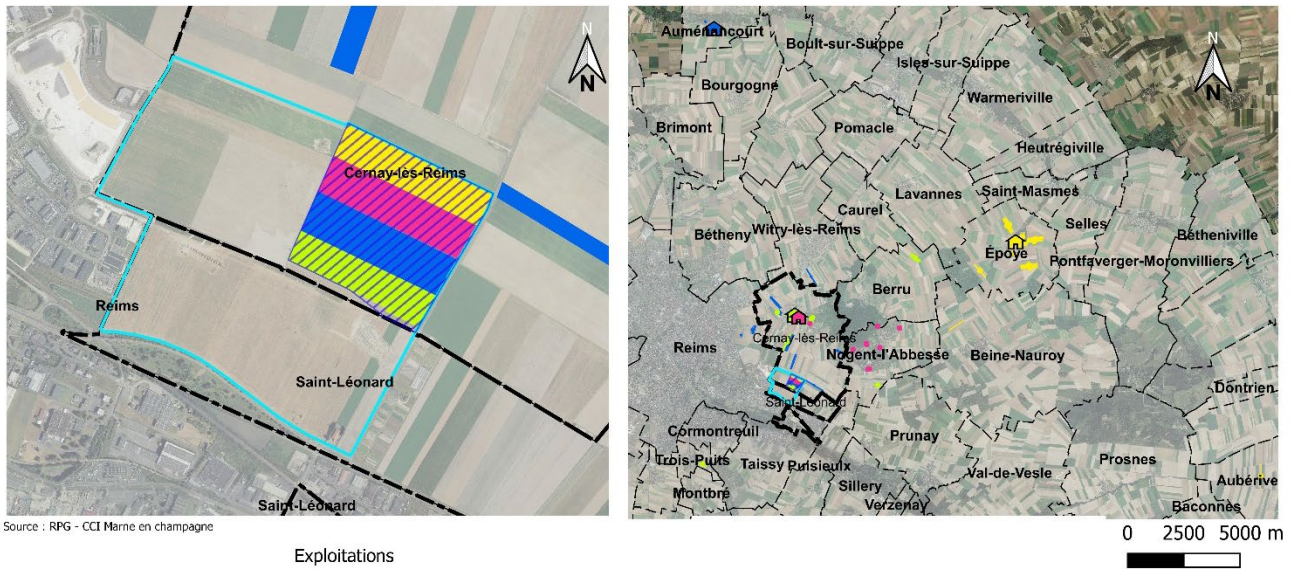 N
N
Cernay-lès-Reims
Reims
Saint-Léonard
Saint-Léonard
Source : RPG - CCI Marne en champagne
Exploitations
N
N
Auménancourt
Boult-sur-Suippe
Isles-sur-Suippe
Bourgogne
Warmeriville
Brimont
Pomacle
Heutrégiville
Lavannes
Saint-Masmes
Caurel
Selles
Bétheny
Witry-lès-Reims
Bétheniville
Époye
Pontfaverger-Moronvilliers
Berru
Reims
Cernay-lès-Reims
Nogent-l'Abbesse
Beine-Nauroy
Dontrien
Saint-Léonard
Cormontreuil
Prunay
Trois-Puits
Taissy
Puisieulx
Prosnes
Val-de-Vesle
Sillery
Aubérive
Montbré
Verzenay
Baconnes
0 2500 5000 m